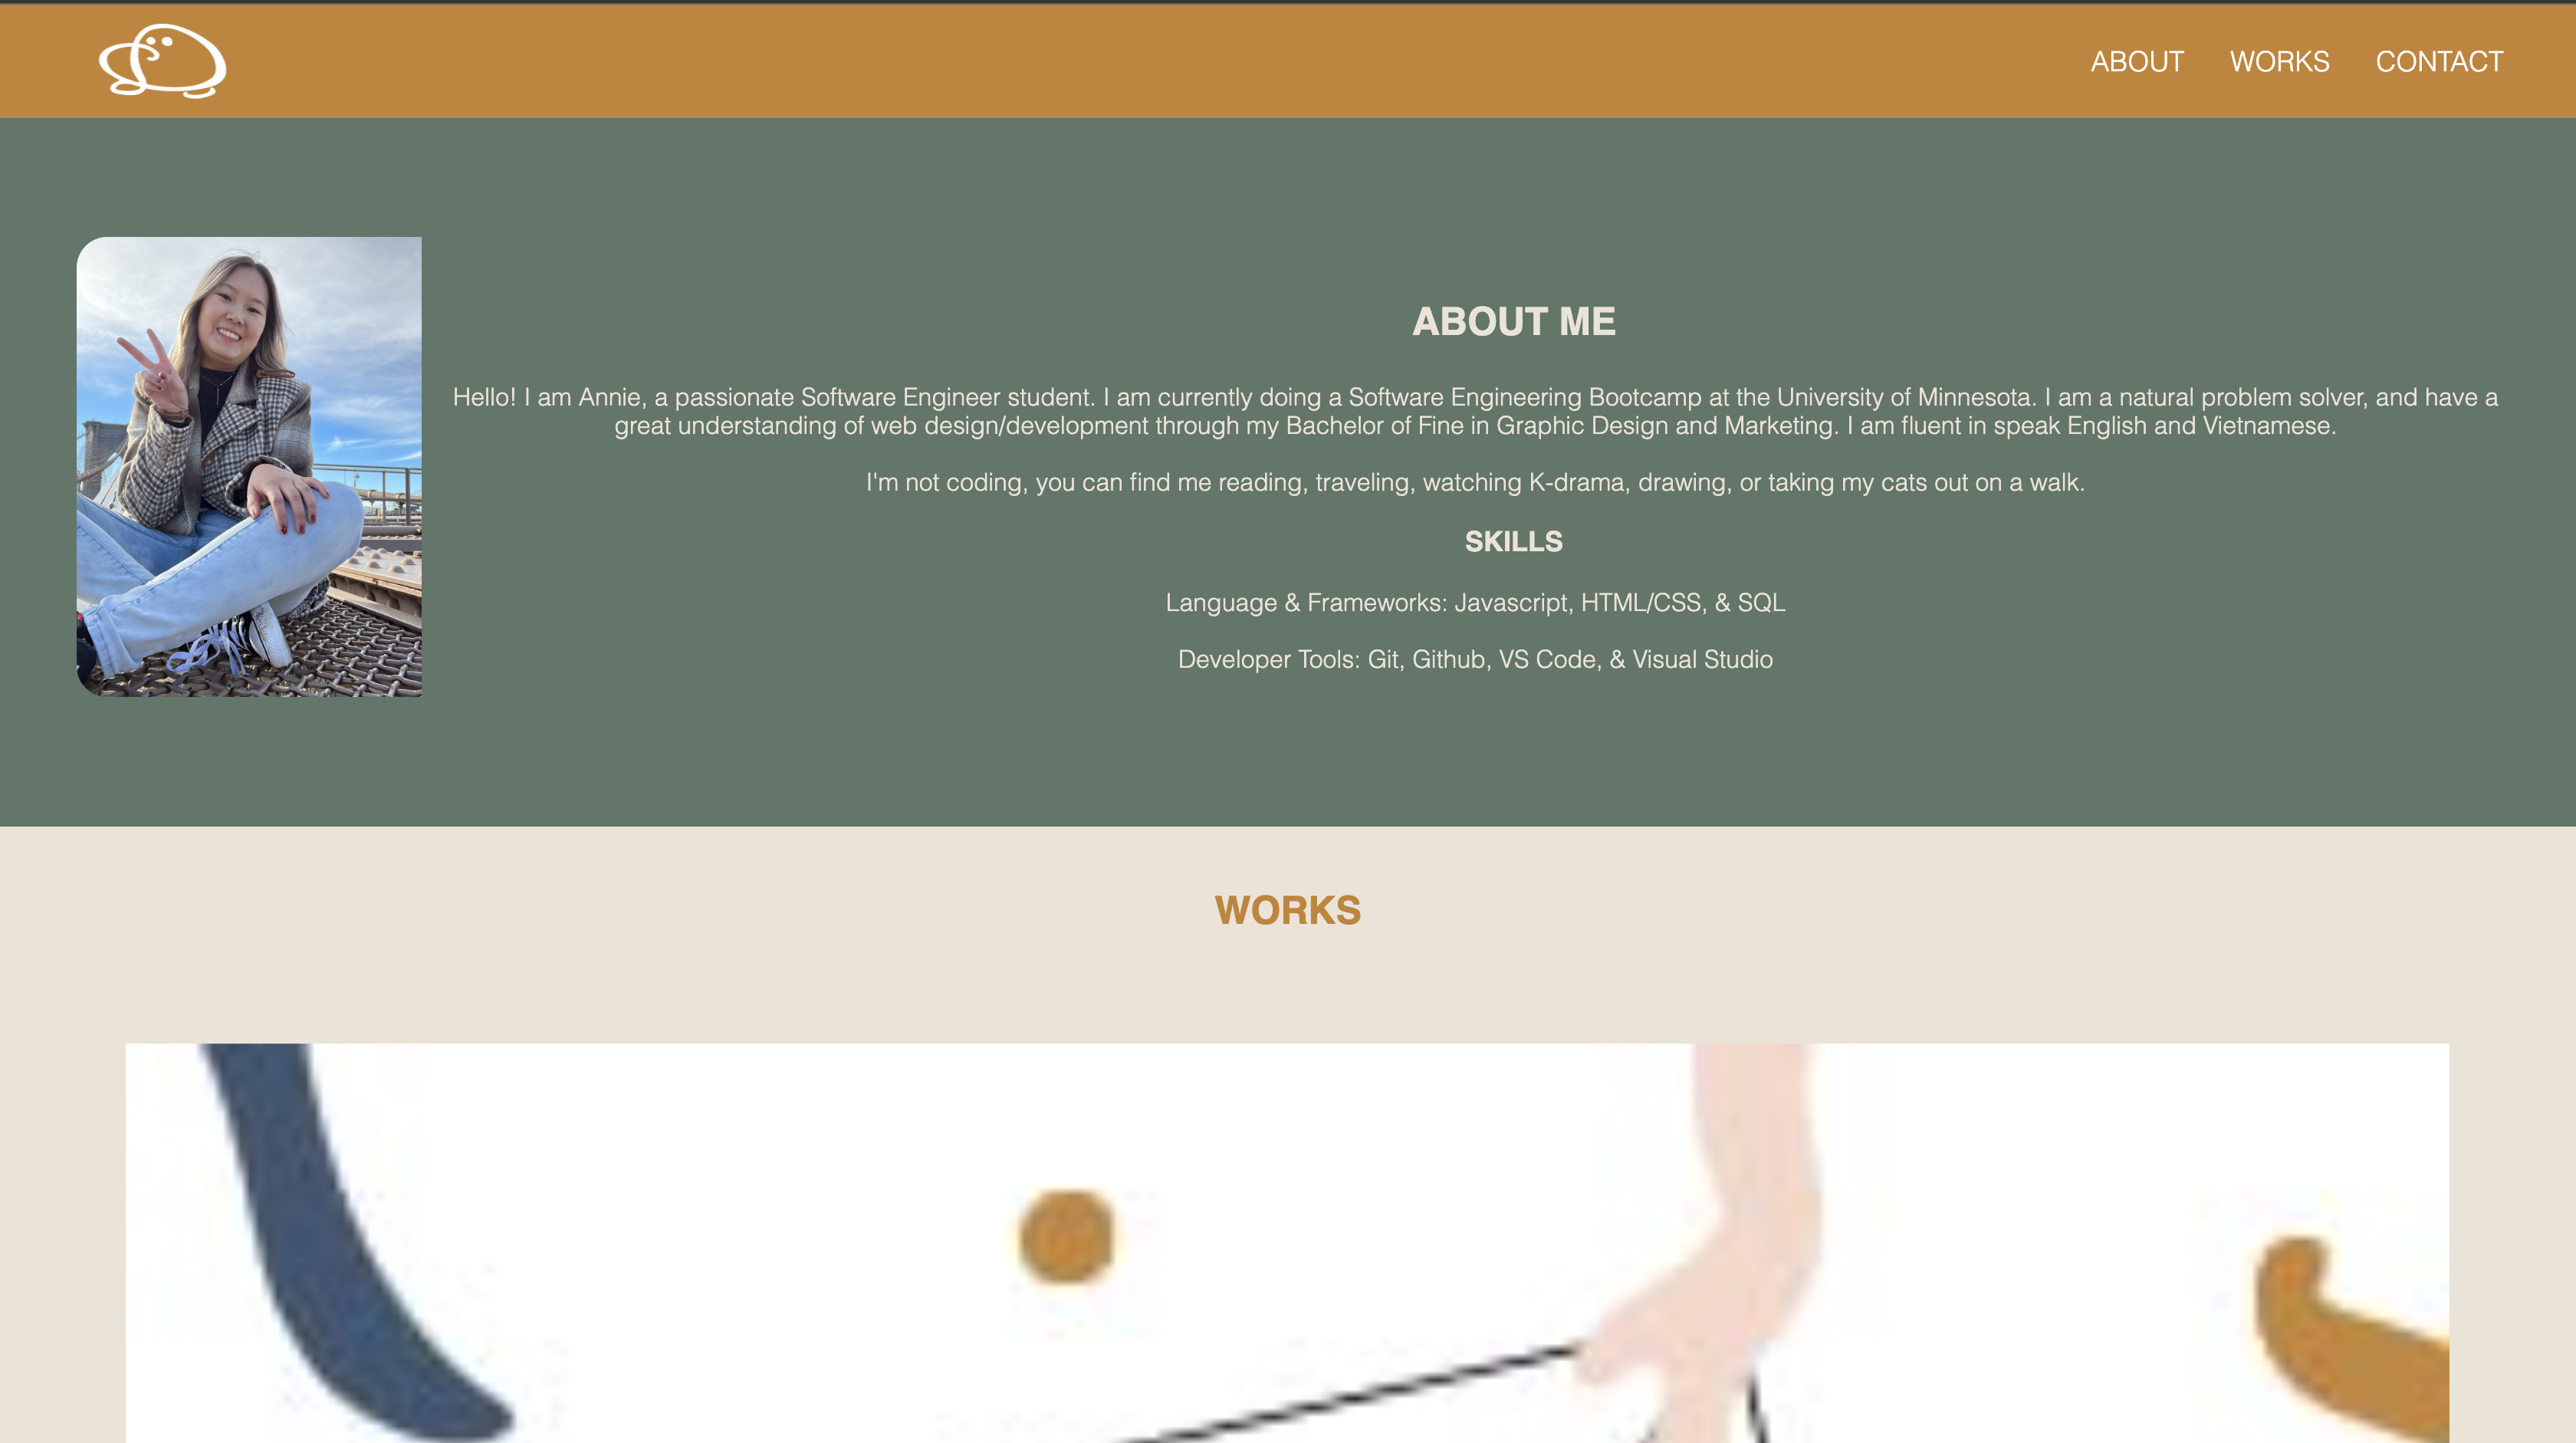 ABOUT WORKS CONTACT
ABOUT ME
Hello! I am Annie, a passionate Software Engineer student. I am currently doing a Software Engineering Bootcamp at the University of Minnesota. I am a natural problem solver, and have a
great understanding of web design/development through my Bachelor of Fine in Graphic Design and Marketing. I am fluent in speak English and Vietnamese.
I'm not coding, you can find me reading, traveling, watching K-drama, drawing, or taking my cats out on a walk.
SKILLS
Language & Frameworks: Javascript, HTML/CSS, & SQL
Developer Tools: Git, Github, VS Code, & Visual Studio
WORKS